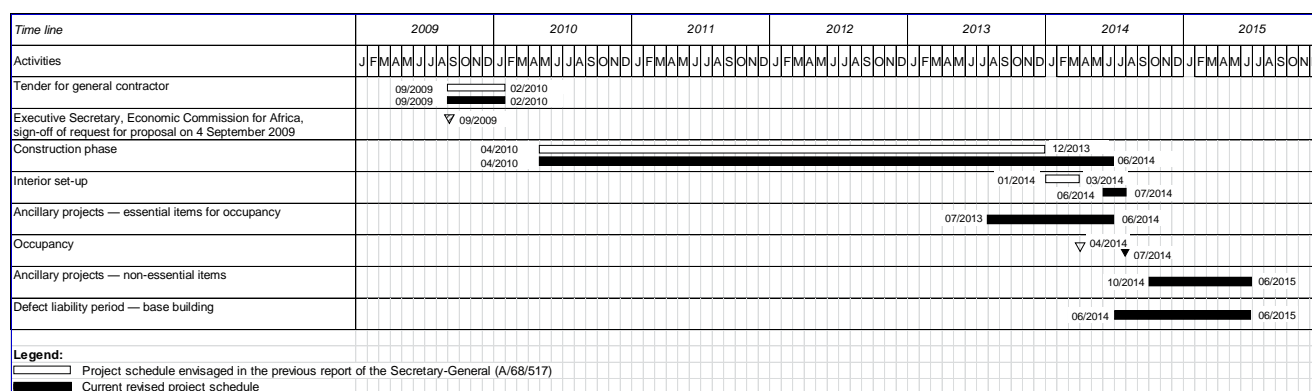 Time line 2009 2010 2011 2012 2013 2014 2015
Activities J F M A M J J A S O N D J F M A M J J A S O N D J F M A M J J A S O N D J F M A M J J A S O N D J F M A M J J A S O N D J F M A M J J A S O N D J F M A M J J A S O N
Tender for general contractor 09/2009 02/2010
09/2009 02/2010
Executive Secretary, Economic Commission for Africa,
sign-off of request for proposal on 4 September 2009 09/2009
Construction phase 04/2010 12/2013
04/2010 06/2014
Interior set-up 01/2014 03/2014
06/2014 07/2014
Ancillary projects — essential items for occupancy 07/2013 06/2014
Occupancy 04/2014
07/2014
Ancillary projects — non-essential items 10/2014 06/2015
Defect liability period — base building 06/2014 06/2015
Legend:
Project schedule envisaged in the previous report of the Secretary-General (A/68/517)
Current revised project schedule